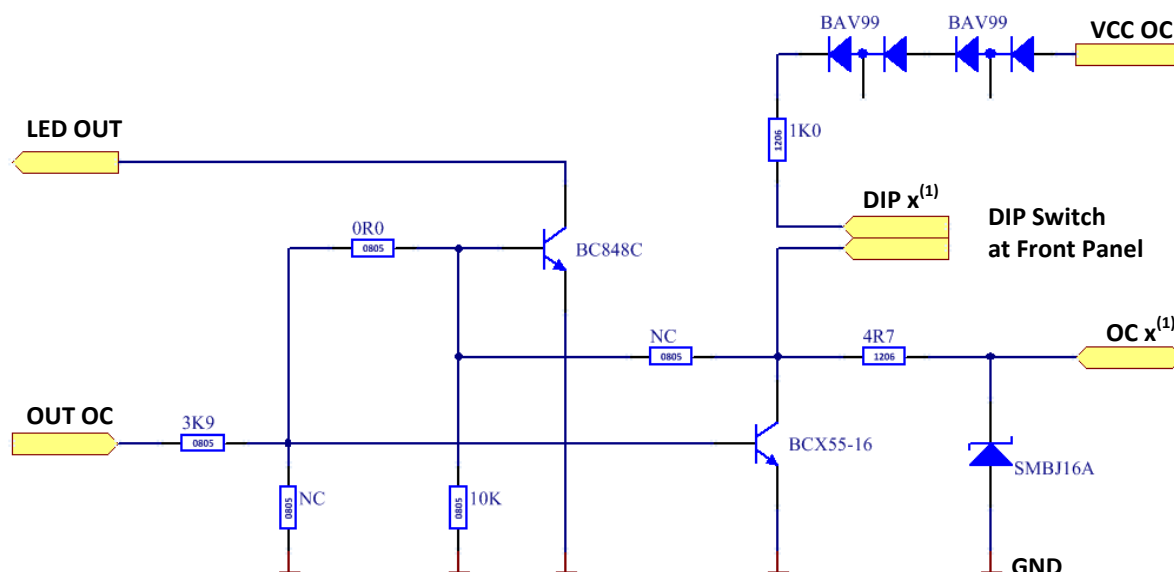 BAV99 BAV99
VCC OC
1K0
LED OUT
1206
DIP x(1)
DIP Switch
at Front Panel
0R0
0805
BC848C
NC
0805
4R7
1206
OC x(1)
OUT OC
3K9
0805
BCX55-16
SMBJ16A
NC
0805
10K
0805
GND